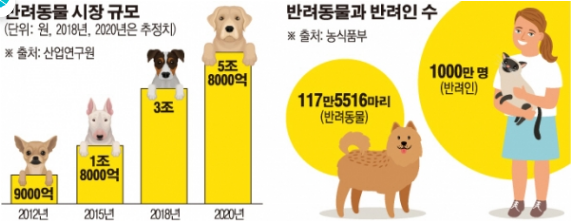 반려동물 시장 규모
(단위: 원, 2018년, 2020년은 추정치)
※ 출처: 산업연구원
9000억
1조
8000억
3조
5조
8000억
2012년
2015년
2018년
2020년
반려동물과 반려인 수
※ 출처: 농식품부
117만5516마리
(반려동물)
1000만 명
(반려인)